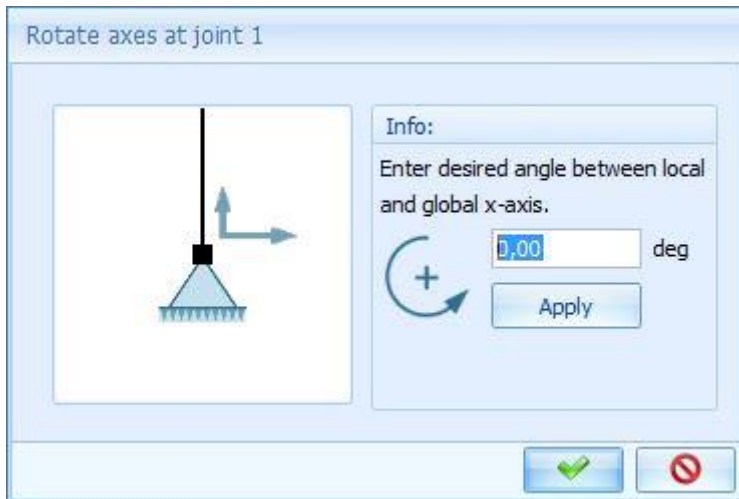 Rotate axes at joint 1
Info:
Enter desired angle between local
and global x-axis.
0,00 deg
Apply